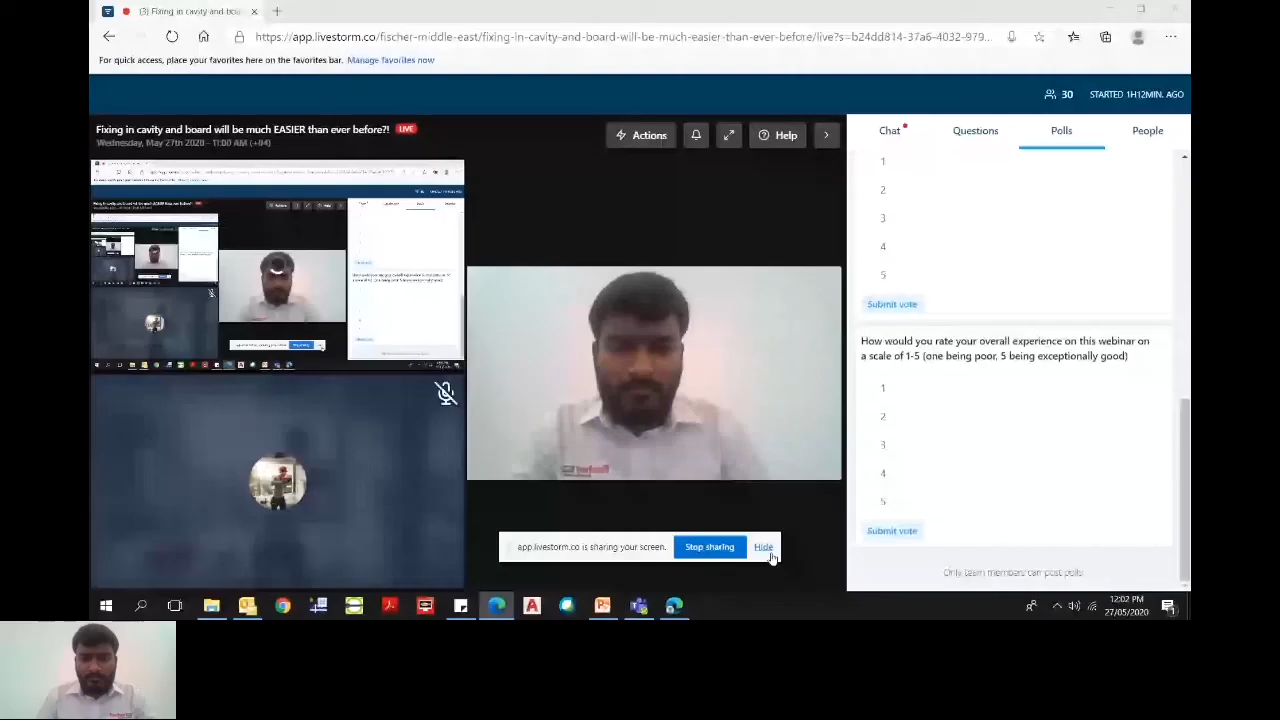 (3) Fixing in cavity and boa
https://app.livestorm.co/fischer-middle-east/fixing-in-cavity-and-board-will-be-much-easier-than-ever-before/live?s=b24dd814-37a6-4032-979...
For quick access, place your favorites here on the favorites bar. Manage favorites now
30 STARTED 1H12MIN. AGO
Fixing in cavity and board will be much EASIER than ever before?! LIVE
Wednesday, May 27th 2020 - 11:00 AM (+04)
Actions
Help
Chat
Questions
Polls
People
1
2
3
4
5
Submit vote
How would you rate your overall experience on this webinar on
a scale of 1-5 (one being poor, 5 being exceptionally good)
1
2
3
4
5
Submit vote
Only team members can post polls
app.livestorm.co is sharing your screen. Stop sharing Hide
12:02 PM
27/05/2020